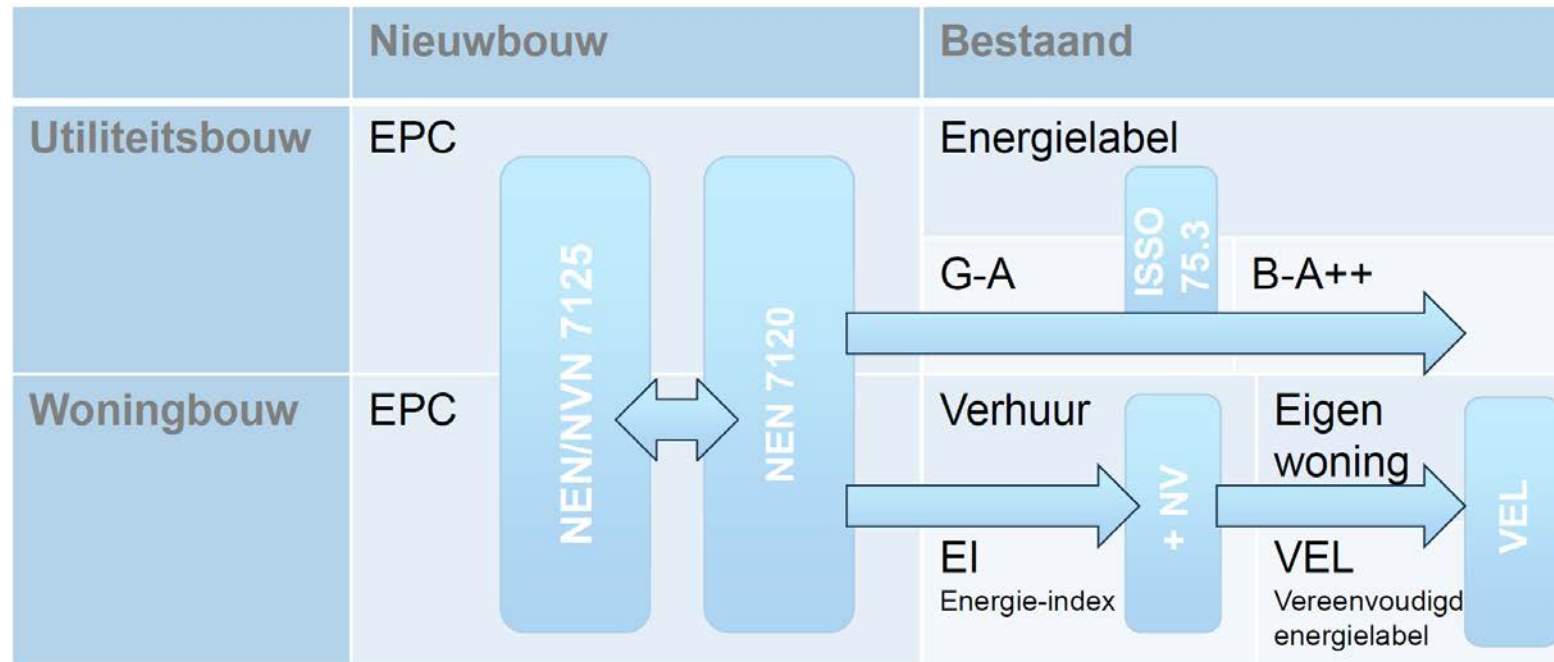 Nieuwbouw
Bestaand
Utiliteitsbouw
EPC
Energielabel
NEN/NVN 7125
NEN 7120
ISSO
75.3
G-A
B-A++
Woningbouw
EPC
Verhuur
+ NV
Eigen
woning
VEL
EI
Energie-index
VEL
Vereenvoudigd
energielabel